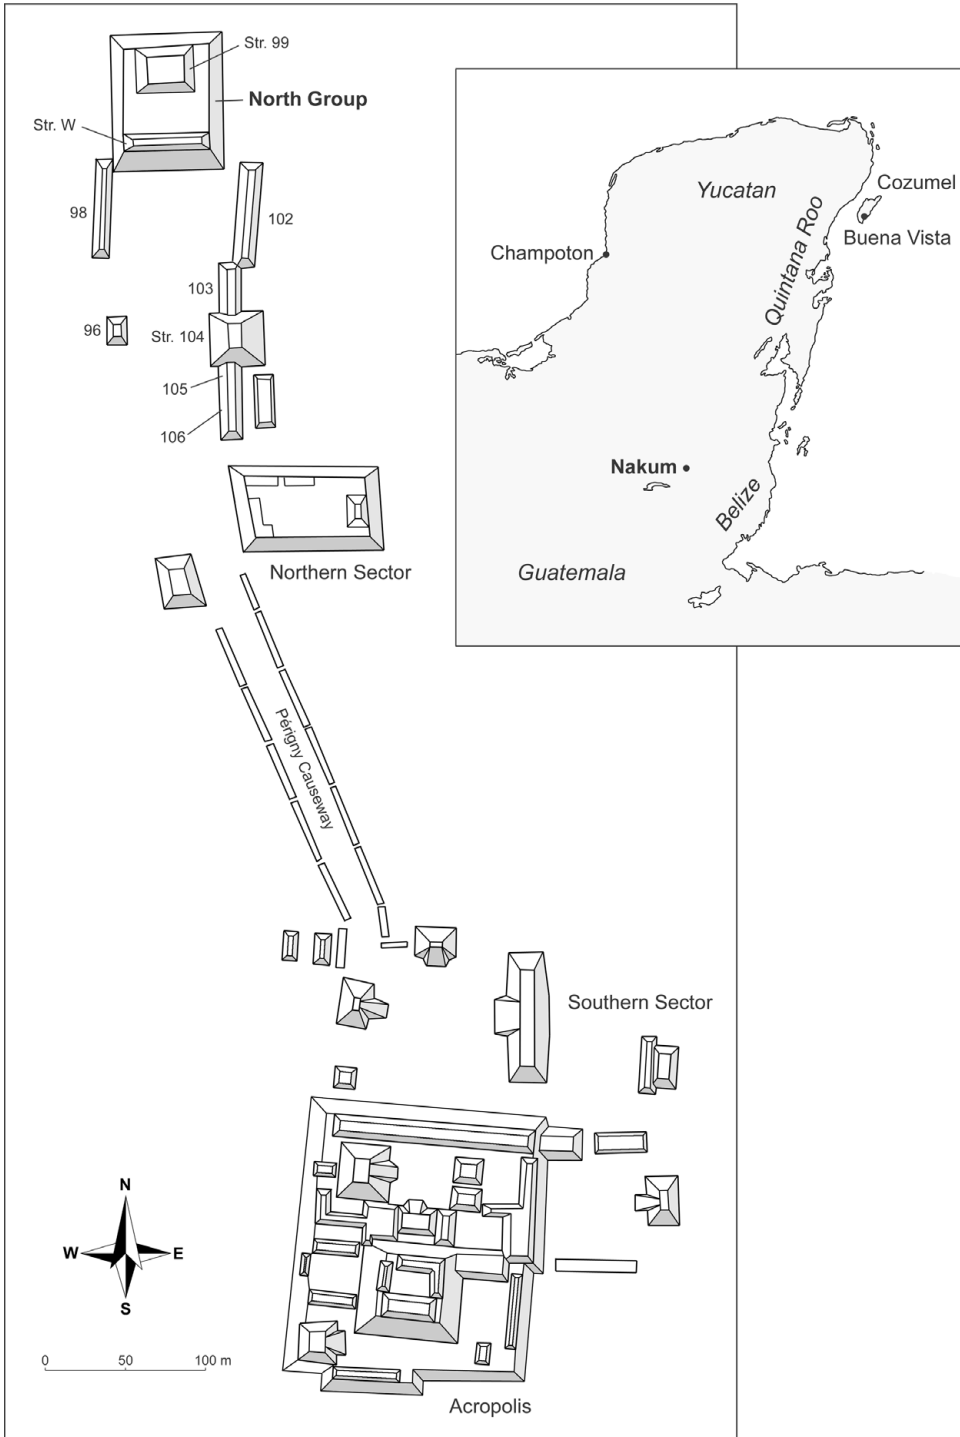 Str. 99
North Group
Str. W
98
102
103
96
Str. 104
105
106
Northern Sector
Périgny Causeway
Southern Sector
Acropolis
N
W
E
S
0
50
100 m
Yucatan
Cozumel
Buena Vista
Quintana Roo
Champoton
Nakum
Belize
Guatemala